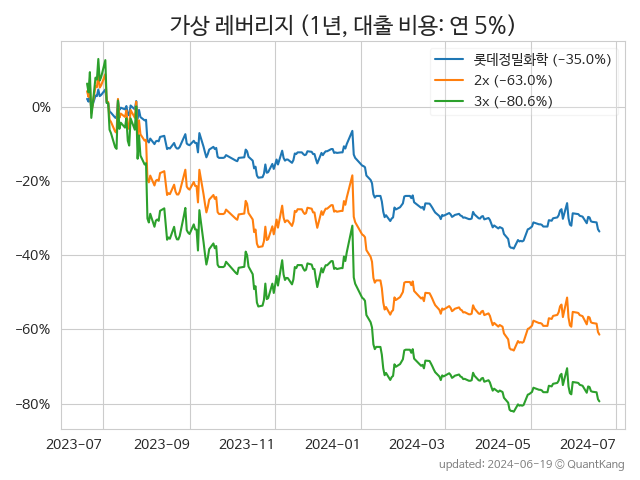 가상 레버리지 (1년, 대출 비용: 연 5%)
롯데정밀화학 (−35.0%)
2x (−63.0%)
3x (−80.6%)
0%
−20%
−40%
−60%
−80%
2023-07 2023-09 2023-11 2024-01 2024-03 2024-05 2024-07
updated: 2024-06-19 © QuantKang